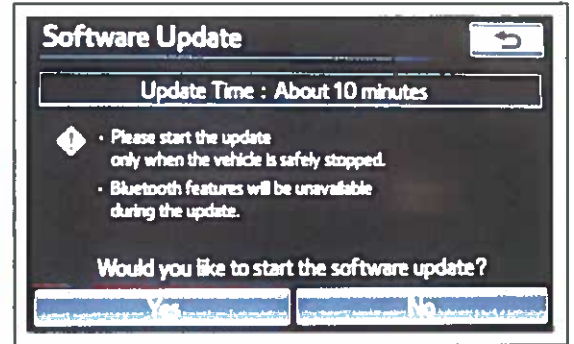 Software Update
Update Time : About 10 minutes
· Please start the update
only when the vehicle is safely stopped.
· Bluetooth features will be unavailable
during the update.
Would you like to start the software update?
Yes No